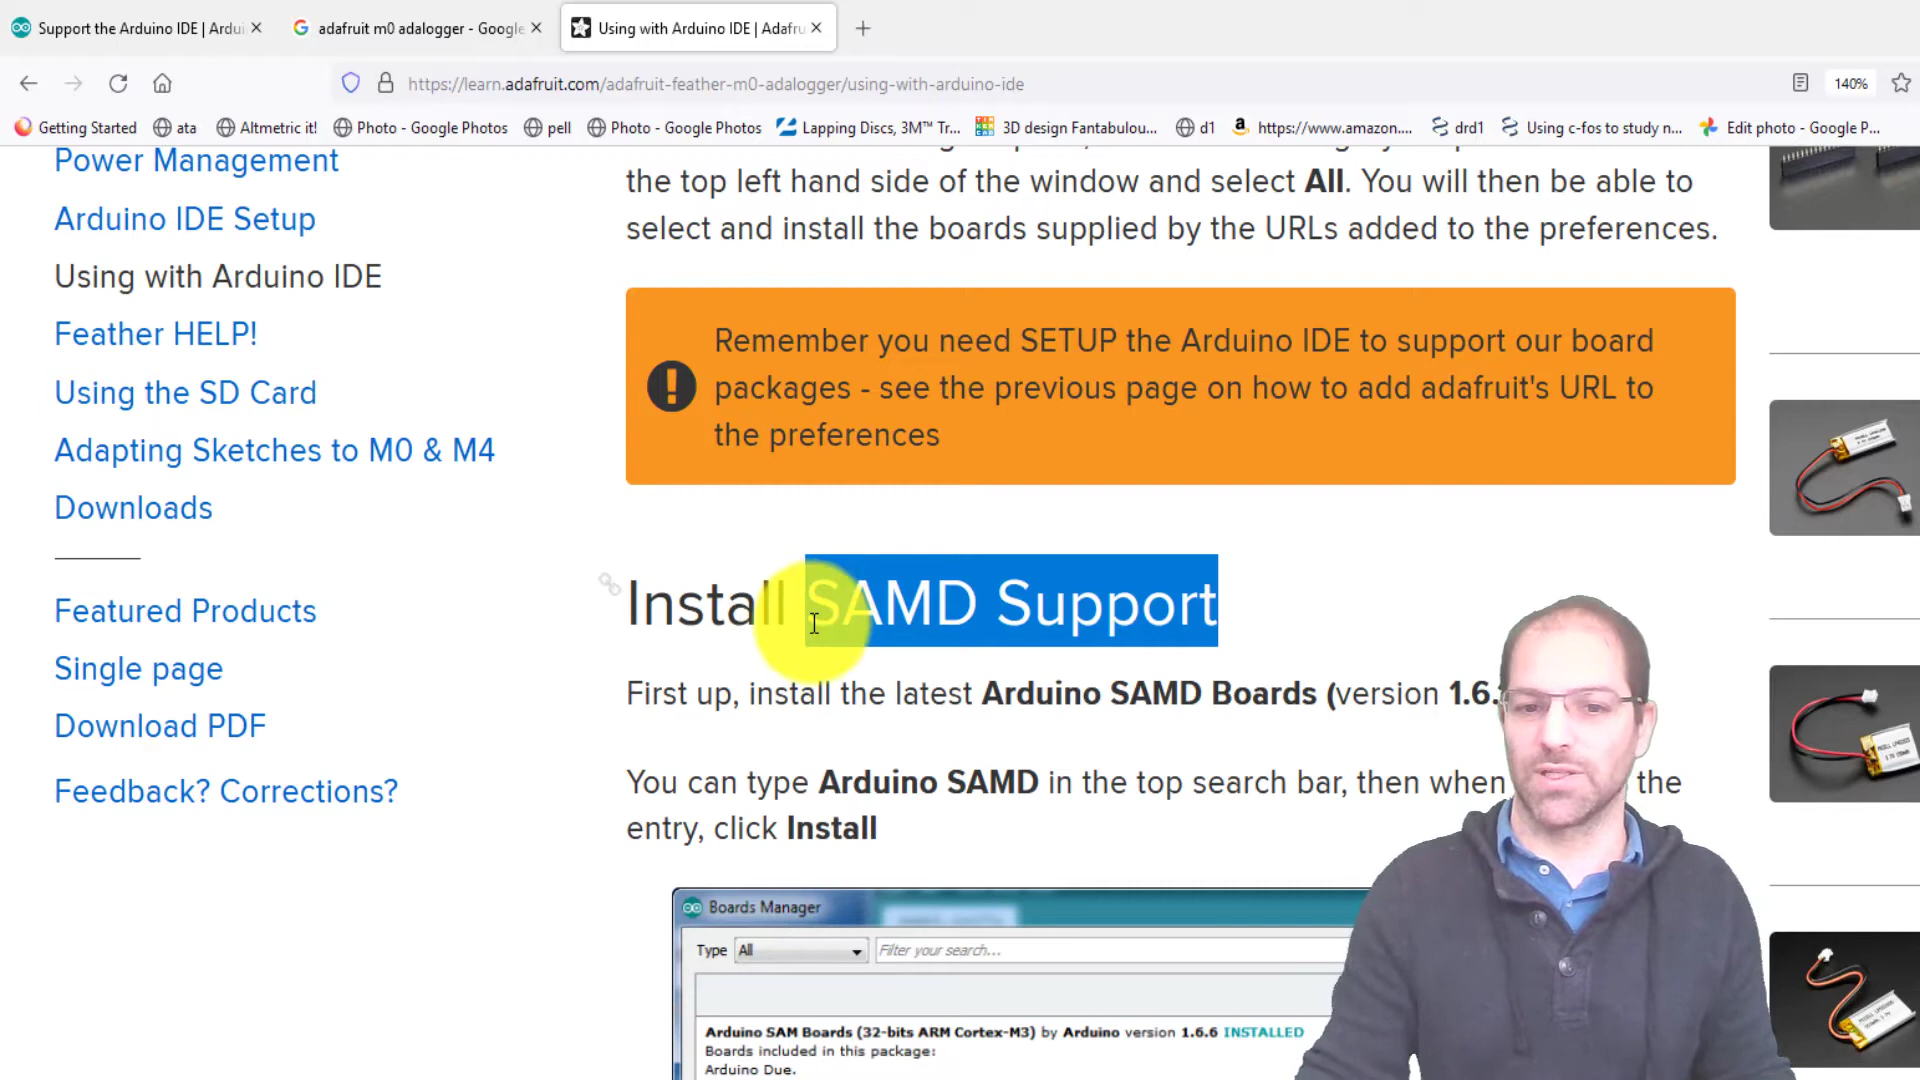 Support the Arduino IDE | Ardui
adafruit m0 adalogger - Google
Using with Arduino IDE | Adafru
https://learn.adafruit.com/adafruit-feather-m0-adalogger/using-with-arduino-ide
140%
Getting Started
ata
Altmetric it!
Photo - Google Photos
pell
Photo - Google Photos
Lapping Discs, 3M™ Tr...
3D design Fantabulou...
d1
https://www.amazon....
drd1
Using c-fos to study n...
Edit photo - Google P...
Power Management
Arduino IDE Setup
Using with Arduino IDE
Feather HELP!
Using the SD Card
Adapting Sketches to M0 & M4
Downloads
Featured Products
Single page
Download PDF
Feedback? Corrections?
the top left hand side of the window and select All. You will then be able to
select and install the boards supplied by the URLs added to the preferences.
Remember you need SETUP the Arduino IDE to support our board
packages - see the previous page on how to add adafruit's URL to
the preferences
Install SAMD Support
First up, install the latest Arduino SAMD Boards (version 1.6.
You can type Arduino SAMD in the top search bar, then when the
entry, click Install
Boards Manager
Type All Filter your search...
Arduino SAM Boards (32-bits ARM Cortex-M3) by Arduino version 1.6.6 INSTALLED
Boards included in this package:
Arduino Due.